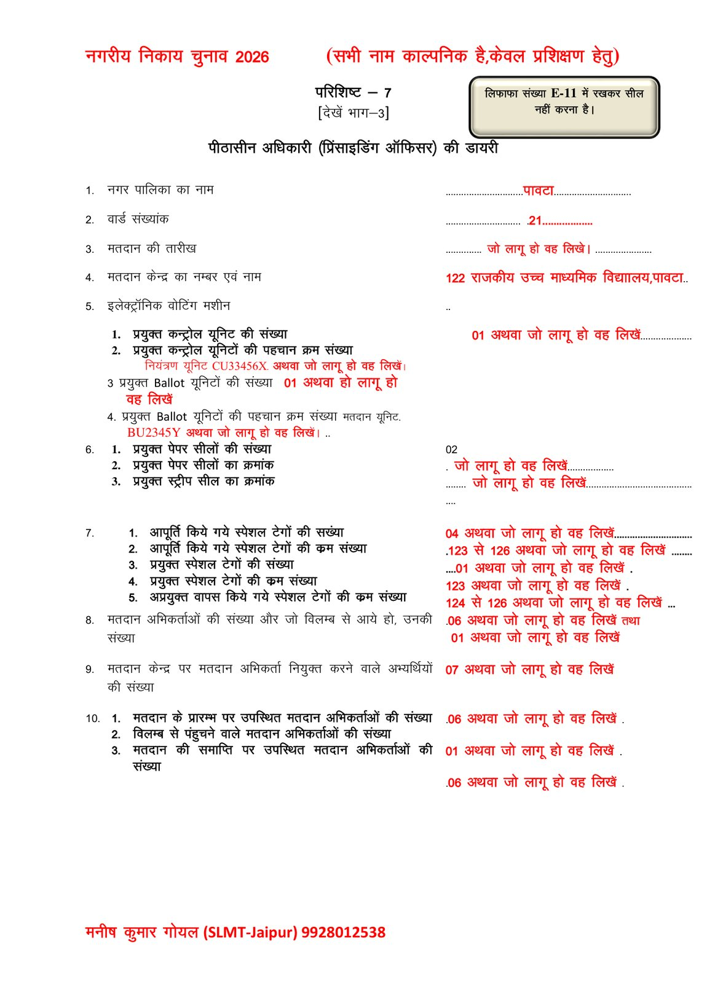 नगरीय निकाय चुनाव 2026 (सभी नाम काल्पनिक है,केवल प्रशिक्षण हेतु)
परिशिष्ट – 7
[देखें भाग–3]
लिफाफा संख्या E-11 में रखकर सील
नहीं करना है।
पीठासीन अधिकारी (प्रिंसाइडिंग ऑफिसर) की डायरी
1. नगर पालिका का नाम ..............................पावटा..............................
2. वार्ड संख्यांक ............................. .21..................
3. मतदान की तारीख .............. जो लागू हो वह लिखे। ......................
4. मतदान केन्द्र का नम्बर एवं नाम 122 राजकीय उच्च माध्यमिक विद्याालय,पावटा..
5. इलेक्ट्रॉनिक वोटिंग मशीन ..
1. प्रयुक्त कन्ट्रोल यूनिट की संख्या 01 अथवा जो लागू हो वह लिखें....................
2. प्रयुक्त कन्ट्रोल यूनिटों की पहचान क्रम संख्या
नियंत्रण यूनिट CU33456X. अथवा जो लागू हो वह लिखें।
3 प्रयुक्त Ballot यूनिटों की संख्या 01 अथवा हो लागू हो
वह लिखें
4. प्रयुक्त Ballot यूनिटों की पहचान क्रम संख्या मतदान यूनिट.
BU2345Y अथवा जो लागू हो वह लिखें। ..
6. 1. प्रयुक्त पेपर सीलों की संख्या 02
2. प्रयुक्त पेपर सीलों का क्रमांक . जो लागू हो वह लिखें..................
3. प्रयुक्त स्ट्रीप सील का क्रमांक ........ जो लागू हो वह लिखें.........................................
....
7. 1. आपूर्ति किये गये स्पेशल टेगों की सख्ंया 04 अथवा जो लागू हो वह लिखें............................
2. आपूर्ति किये गये स्पेशल टेगों की क्रम संख्या .123 से 126 अथवा जो लागू हो वह लिखें ........
3. प्रयुक्त स्पेशल टेगों की संख्या ....01 अथवा जो लागू हो वह लिखें .
4. प्रयुक्त स्पेशल टेगों की क्रम संख्या 123 अथवा जो लागू हो वह लिखें .
5. अप्रयुक्त वापस किये गये स्पेशल टेगों की क्रम संख्या 124 से 126 अथवा जो लागू हो वह लिखें ...
8. मतदान अभिकर्ताओं की संख्या और जो विलम्ब से आये हो, उनकी .06 अथवा जो लागू हो वह लिखें तथा
संख्या 01 अथवा जो लागू हो वह लिखें
9. मतदान केन्द्र पर मतदान अभिकर्ता नियुक्त करने वाले अभ्यर्थियों 07 अथवा जो लागू हो वह लिखें
की संख्या
10. 1. मतदान के प्रारम्भ पर उपस्थित मतदान अभिकर्ताओं की संख्या .06 अथवा जो लागू हो वह लिखें .
2. विलम्ब से पंहुचने वाले मतदान अभिकर्ताओं की संख्या
3. मतदान की समाप्ति पर उपस्थित मतदान अभिकर्ताओं की 01 अथवा जो लागू हो वह लिखें .
संख्या
.06 अथवा जो लागू हो वह लिखें .
मनीष कुमार गोयल (SLMT-Jaipur) 9928012538